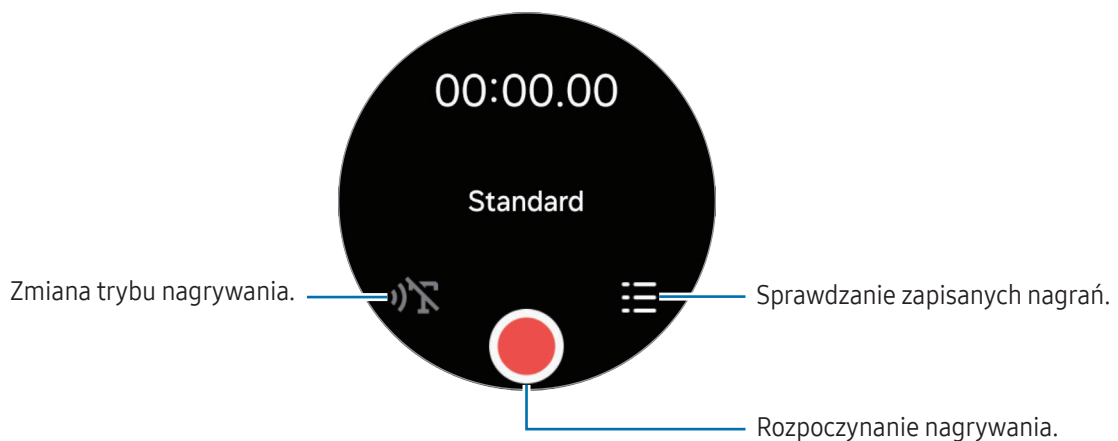 00:00.00
Standard
Zmiana trybu nagrywania.
Sprawdzanie zapisanych nagrań.
Rozpoczynanie nagrywania.